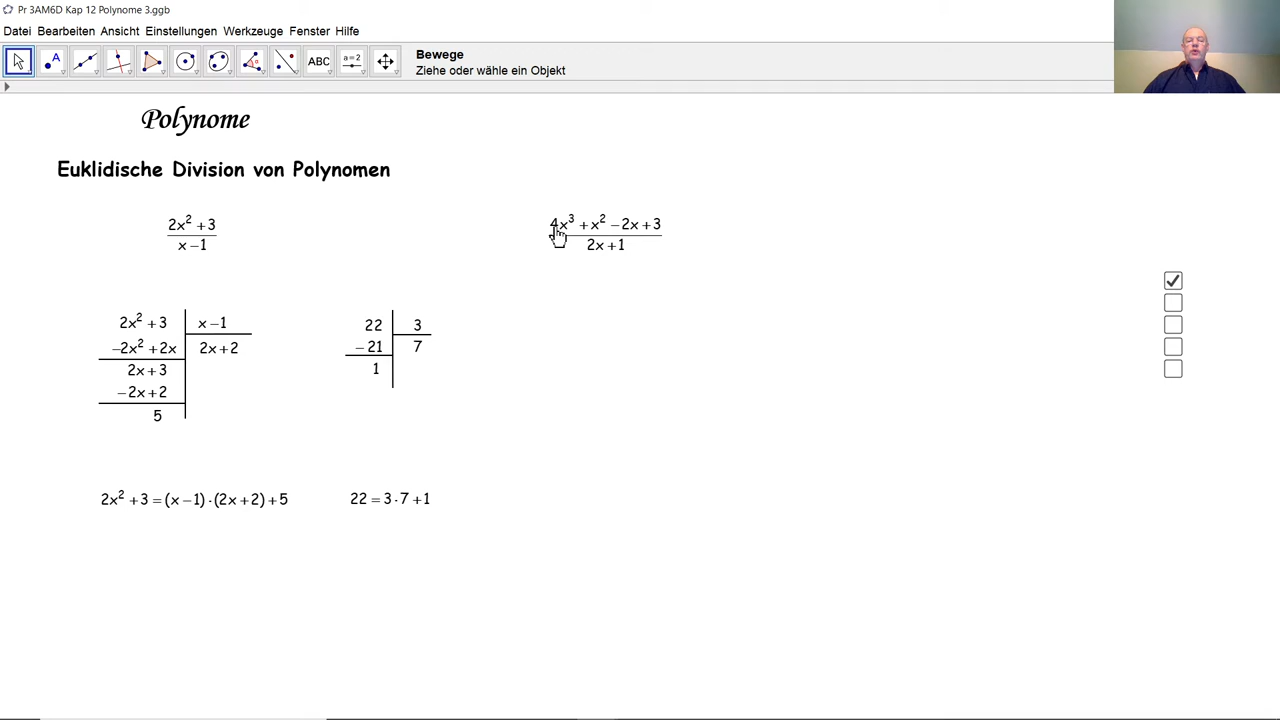 Pr 3AM6D Kap 12 Polynome 3.ggb
Datei Bearbeiten Ansicht Einstellungen Werkzeuge Fenster Hilfe
A
ABC
a=2
Bewege
Ziehe oder wähle ein Objekt
Polynome
Euklidische Division von Polynomen
2x² + 3
x − 1
4x³ + x² − 2x + 3
2x + 1
2x² + 3 x − 1
−2x² + 2x 2x + 2
2x + 3
−2x + 2
5
22 3
− 21 7
1
2x² + 3 = (x − 1) · (2x + 2) + 5
22 = 3 · 7 + 1